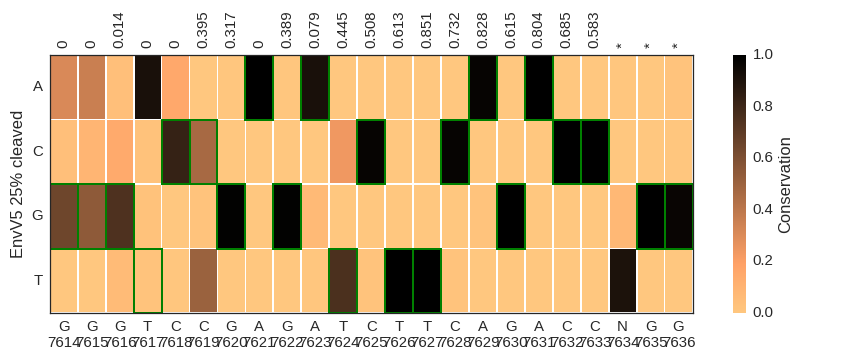 0 0 0.014 0 0 0.395 0.317 0 0.389 0.079 0.445 0.508 0.613 0.851 0.732 0.828 0.615 0.804 0.685 0.583 * * *
EnvV5 25% cleaved
A
C
G
T
G G G T C C G A G A T C T T C A G A C C N G G
7614 7615 7616 7617 7618 7619 7620 7621 7622 7623 7624 7625 7626 7627 7628 7629 7630 7631 7632 7633 7634 7635 7636
1.0
0.8
0.6
0.4
0.2
0.0
Conservation